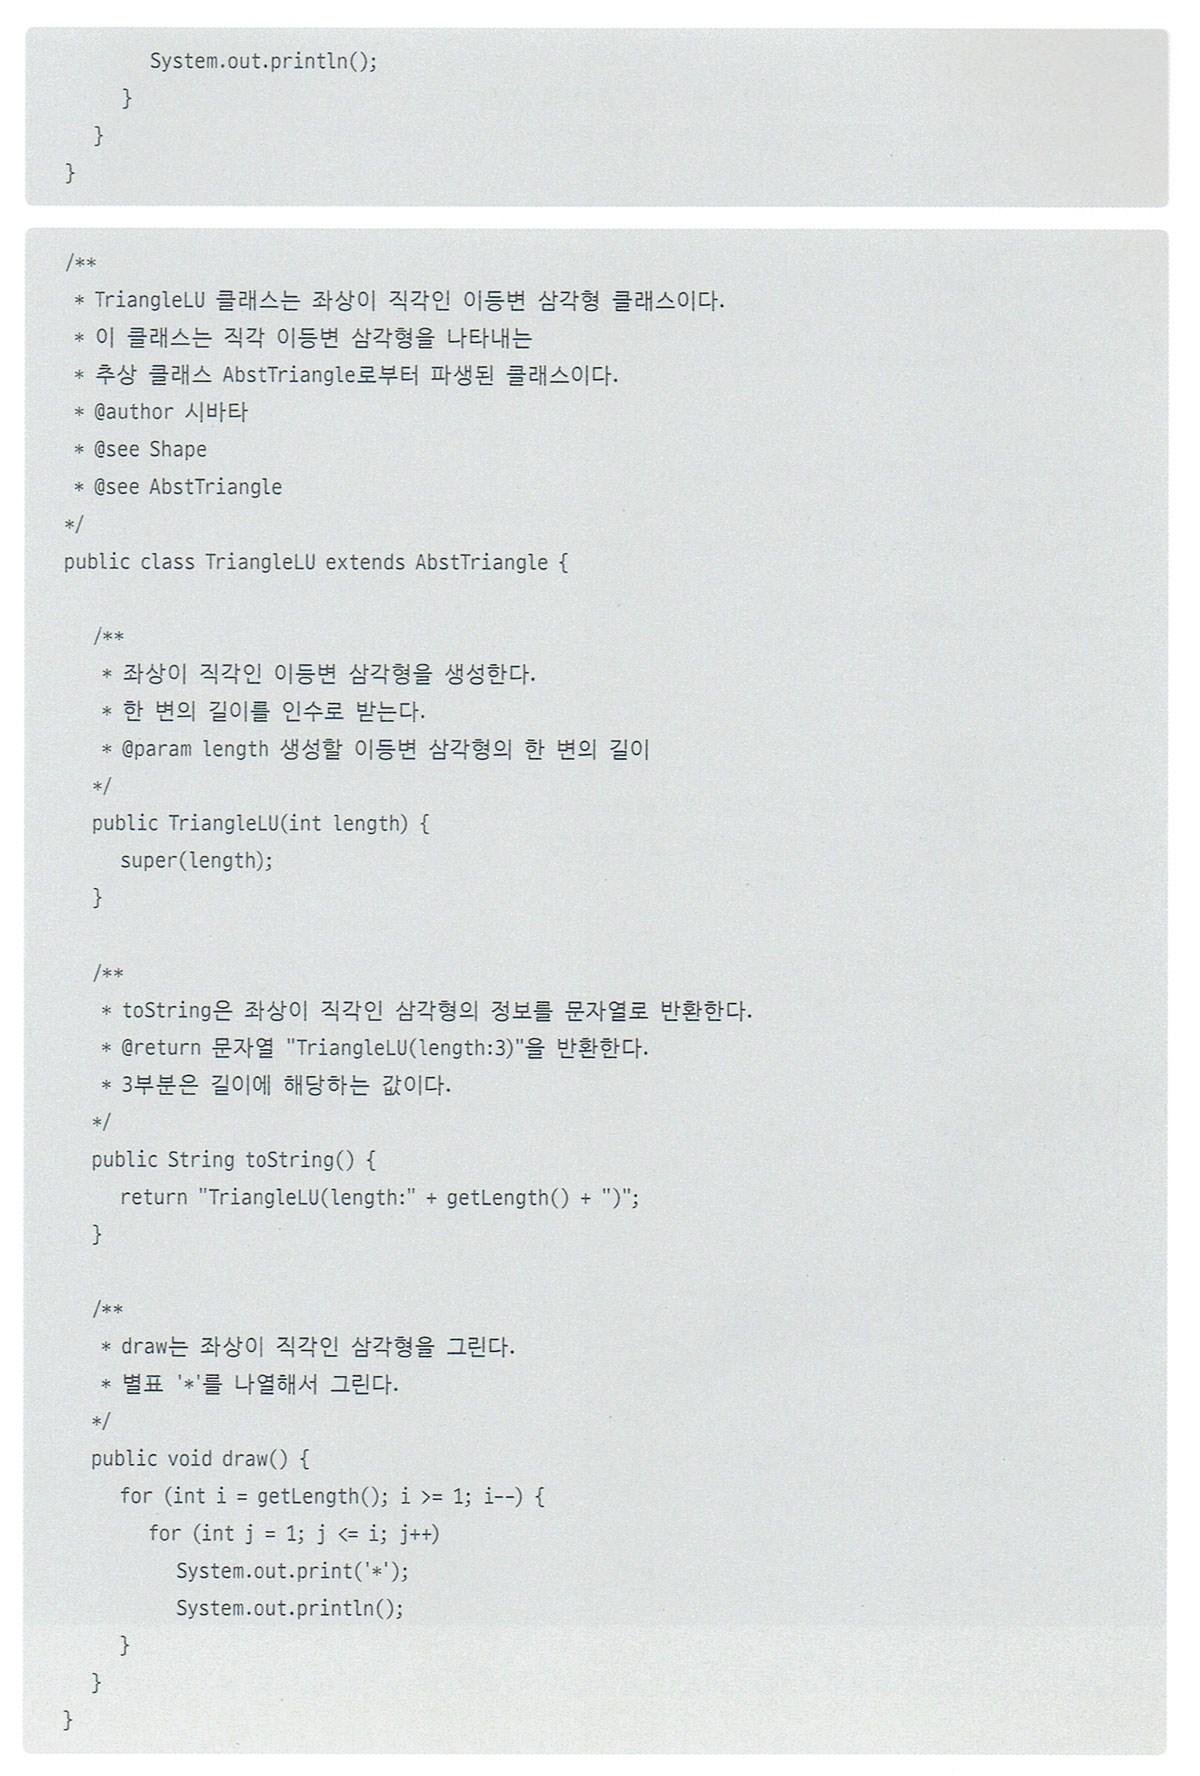 System.out.println();
}
}
}
/**
* TriangleLU 클래스는 좌상이 직각인 이등변 삼각형 클래스이다.
* 이 클래스는 직각 이등변 삼각형을 나타내는
* 추상 클래스 AbstTriangle로부터 파생된 클래스이다.
* @author 시바타
* @see Shape
* @see AbstTriangle
*/
public class TriangleLU extends AbstTriangle {
/**
* 좌상이 직각인 이등변 삼각형을 생성한다.
* 한 변의 길이를 인수로 받는다.
* @param length 생성할 이등변 삼각형의 한 변의 길이
*/
public TriangleLU(int length) {
super(length);
}
/**
* toString은 좌상이 직각인 삼각형의 정보를 문자열로 반환한다.
* @return 문자열 "TriangleLU(length:3)"을 반환한다.
* 3부분은 길이에 해당하는 값이다.
*/
public String toString() {
return "TriangleLU(length:" + getLength() + ")";
}
/**
* draw는 좌상이 직각인 삼각형을 그린다.
* 별표 '*'를 나열해서 그린다.
*/
public void draw() {
for (int i = getLength(); i >= 1; i--) {
for (int j = 1; j <= i; j++)
System.out.print('*');
System.out.println();
}
}
}